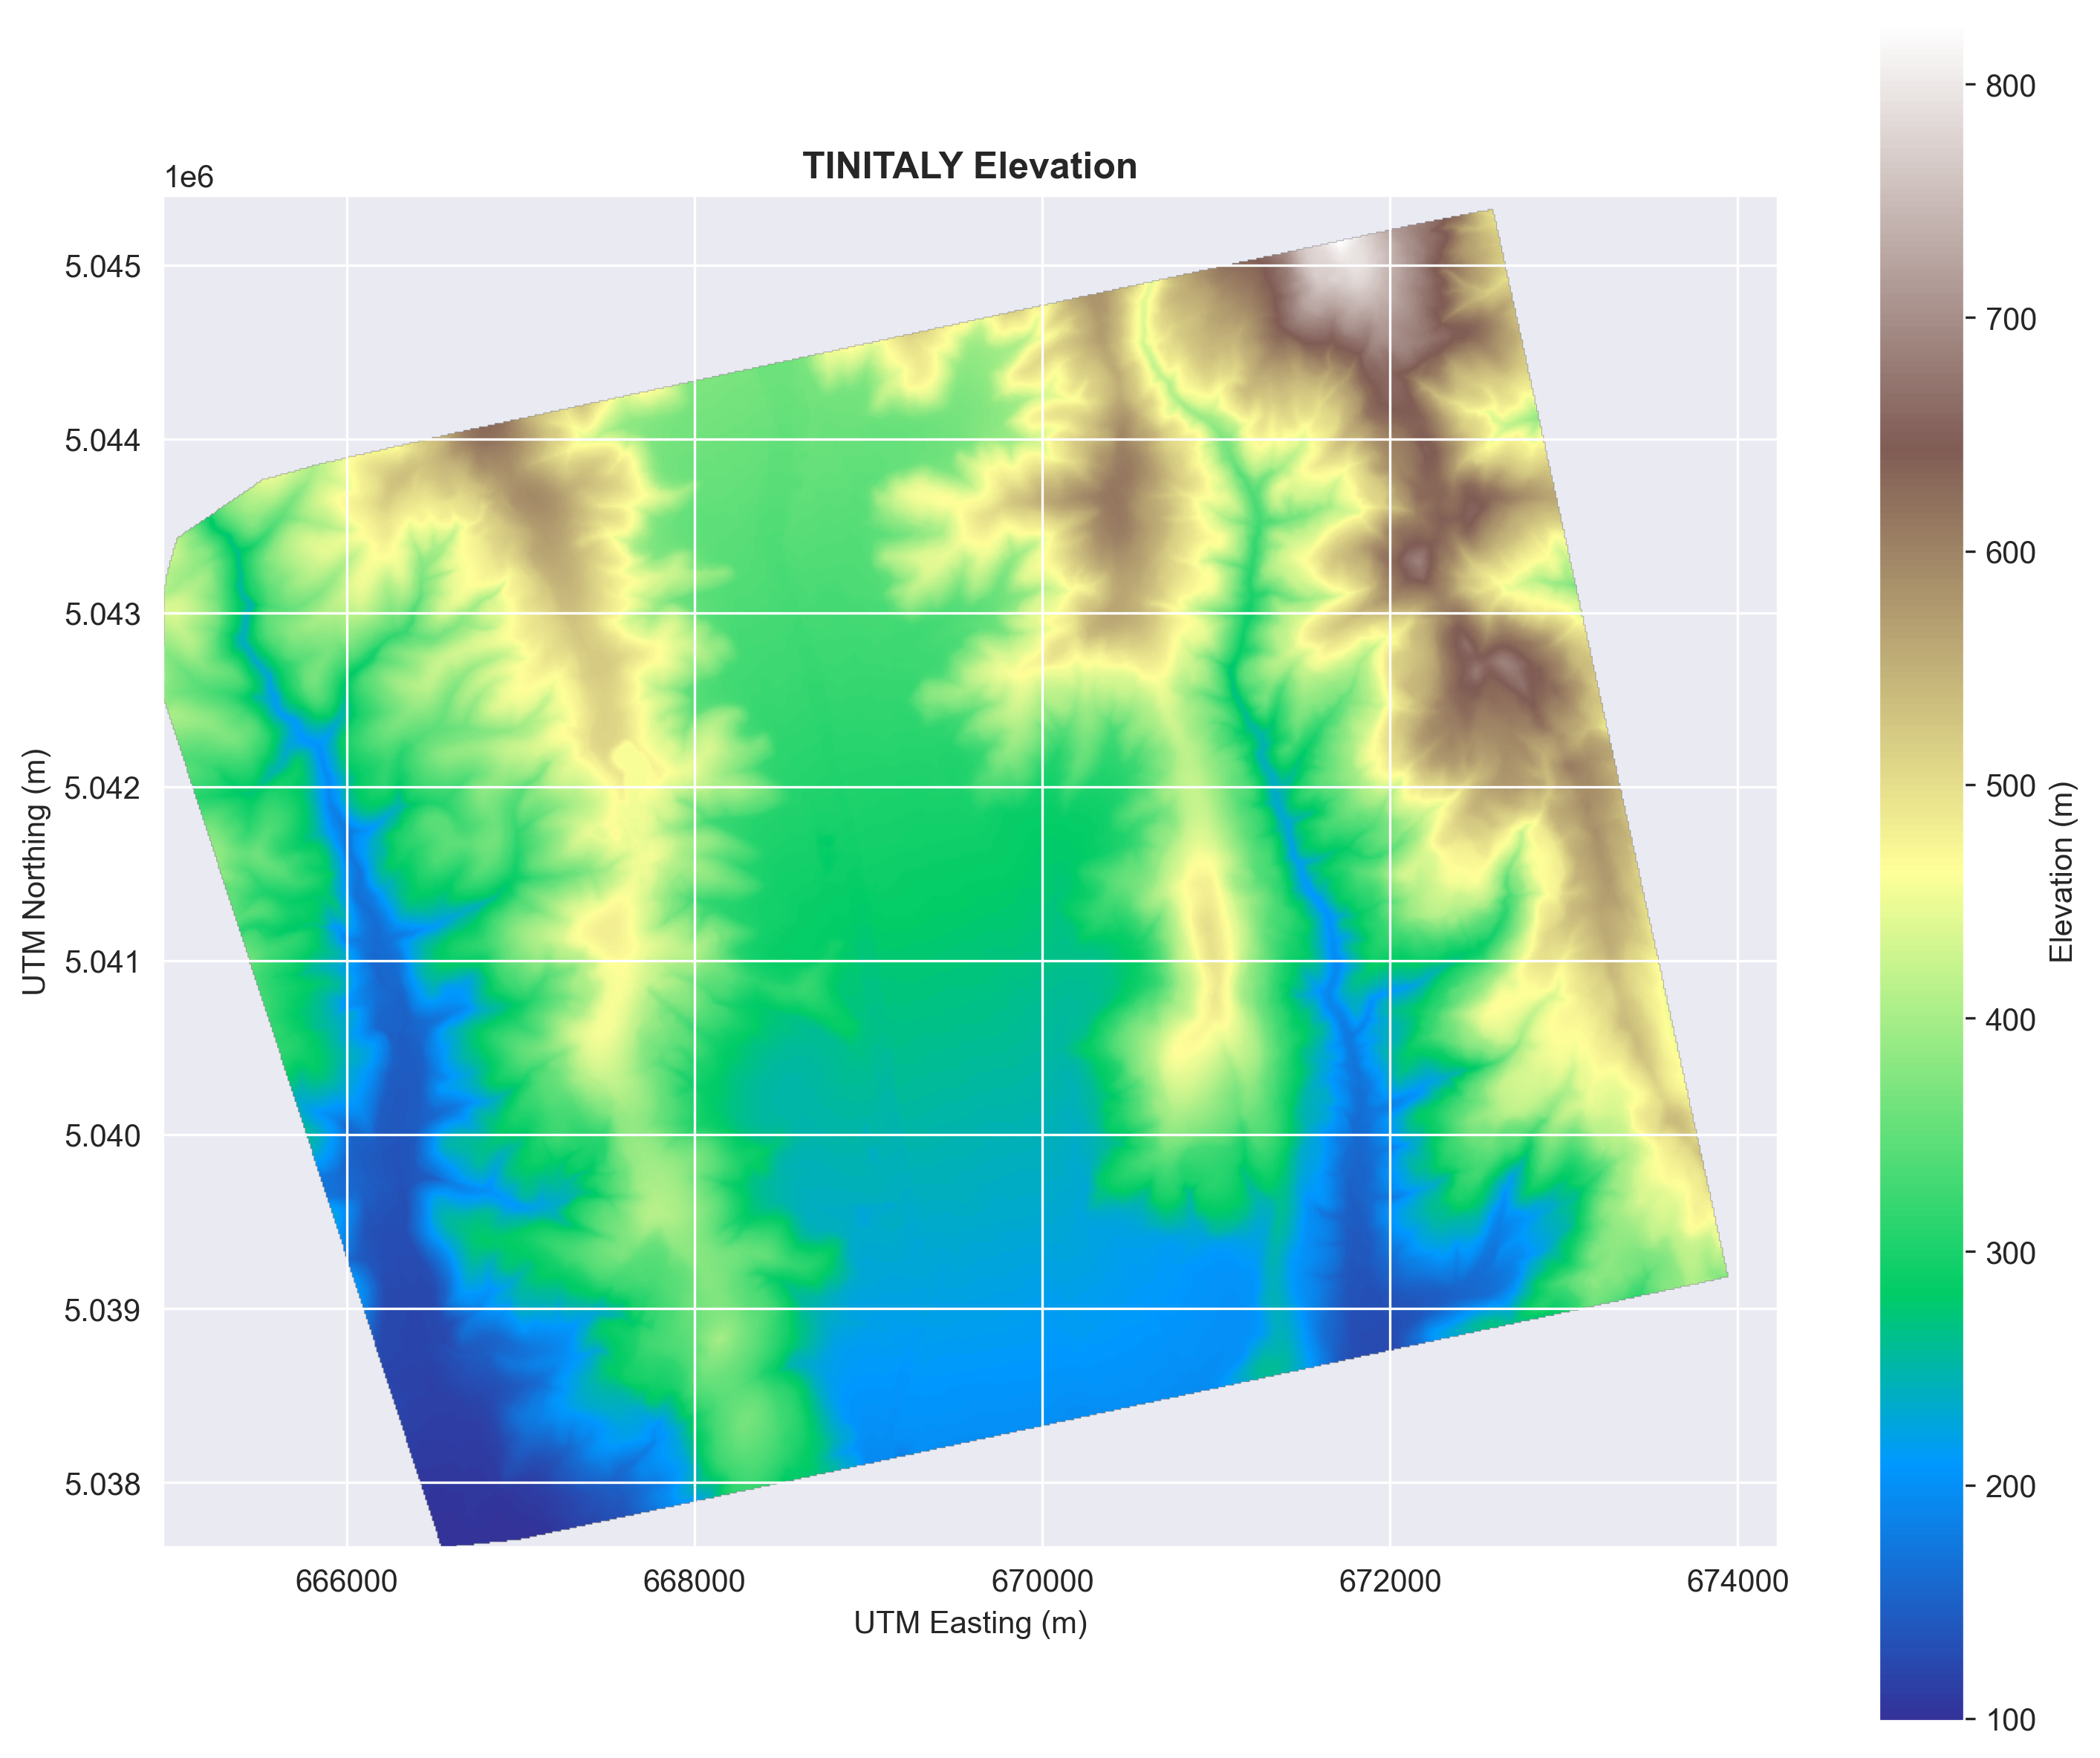 TINITALY Elevation
1e6
5.045
5.044
5.043
5.042
5.041
5.040
5.039
5.038
UTM Northing (m)
666000 668000 670000 672000 674000
UTM Easting (m)
800
700
600
500
400
300
200
100
Elevation (m)